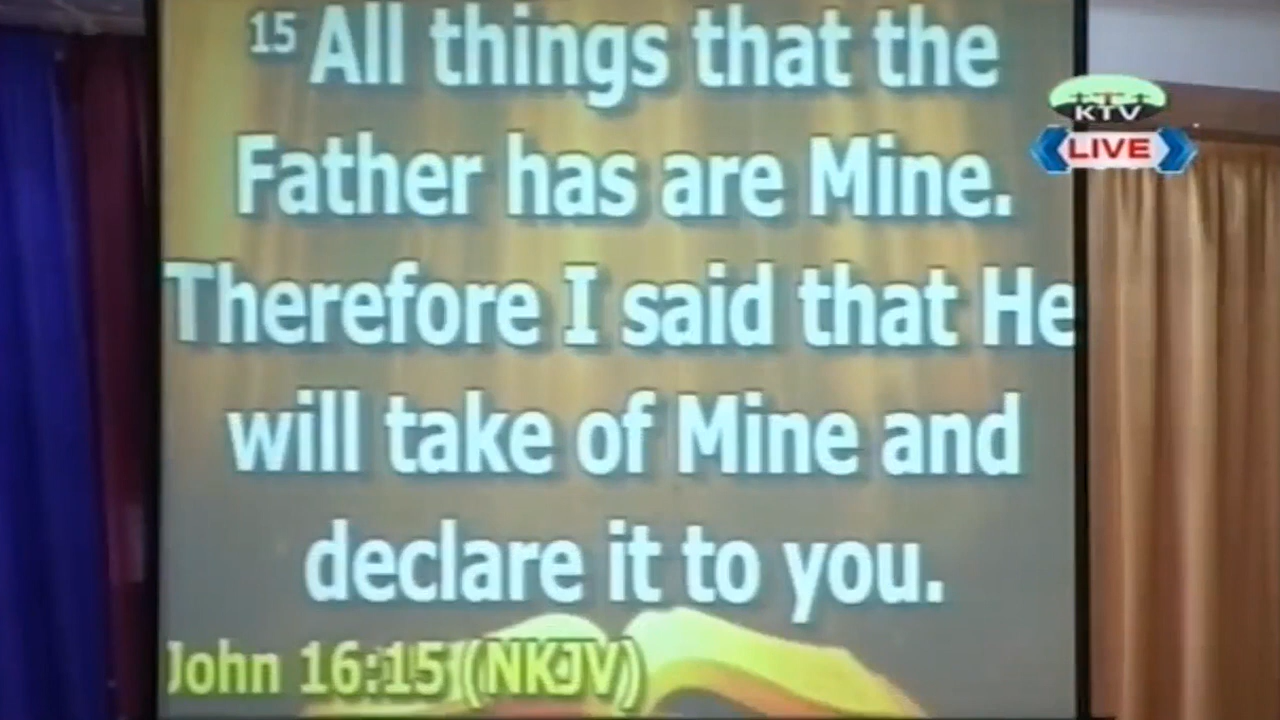 15 All things that the
Father has are Mine.
Therefore I said that He
will take of Mine and
declare it to you.
John 16:15 (NKJV)
KTV
LIVE